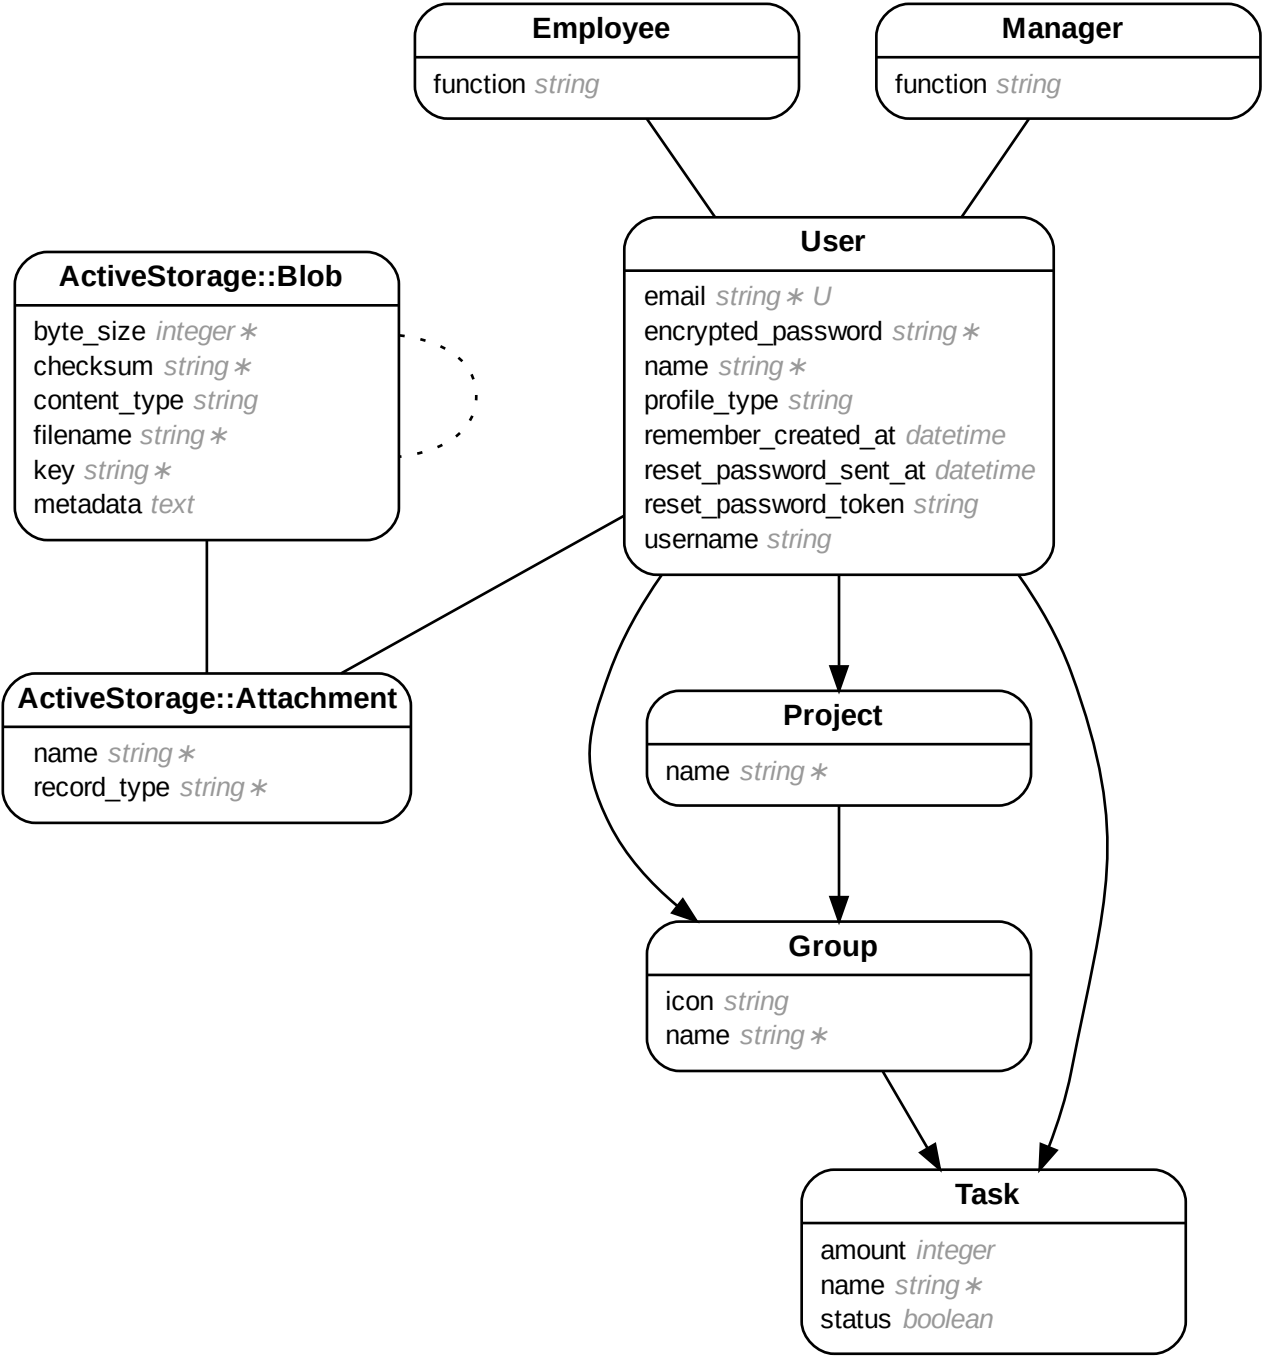 Employee
function string
Manager
function string
User
email string∗ U
encrypted_password string∗
name string∗
profile_type string
remember_created_at datetime
reset_password_sent_at datetime
reset_password_token string
username string
ActiveStorage::Blob
byte_size integer∗
checksum string∗
content_type string
filename string∗
key string∗
metadata text
ActiveStorage::Attachment
name string∗
record_type string∗
Project
name string∗
Group
icon string
name string∗
Task
amount integer
name string∗
status boolean